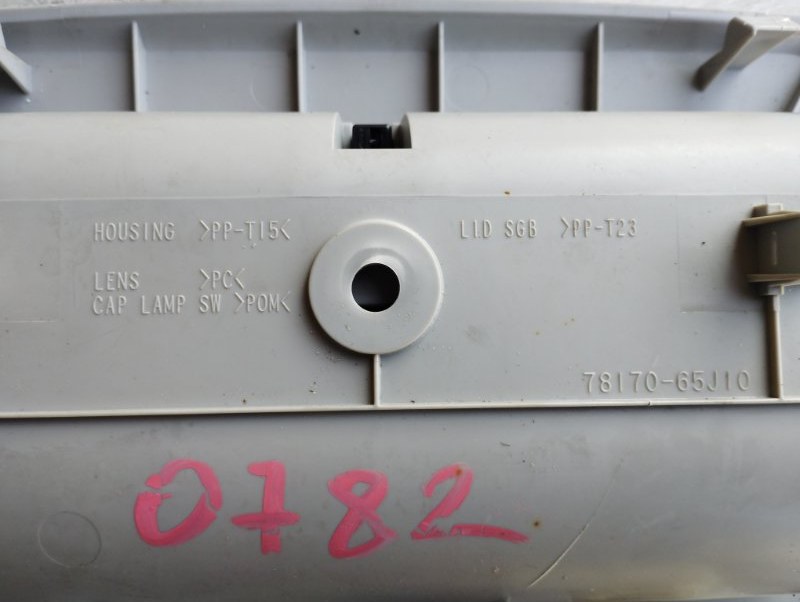 HOUSING >PP-T15<
LID SGB >PP-T23
LENS >PC<
CAP LAMP SW >POM<
78170-65J10
0782